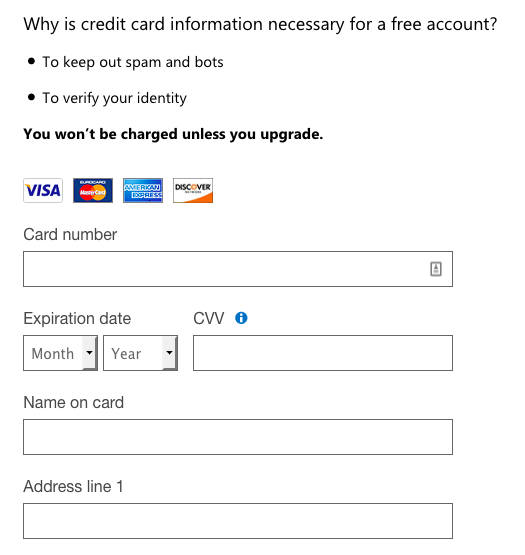 Why is credit card information necessary for a free account?
• To keep out spam and bots
• To verify your identity
You won’t be charged unless you upgrade.
VISA EUROCARD MasterCard AMERICAN EXPRESS DISCOVER NETWORK
Card number
Expiration date CVV i
Month Year
Name on card
Address line 1